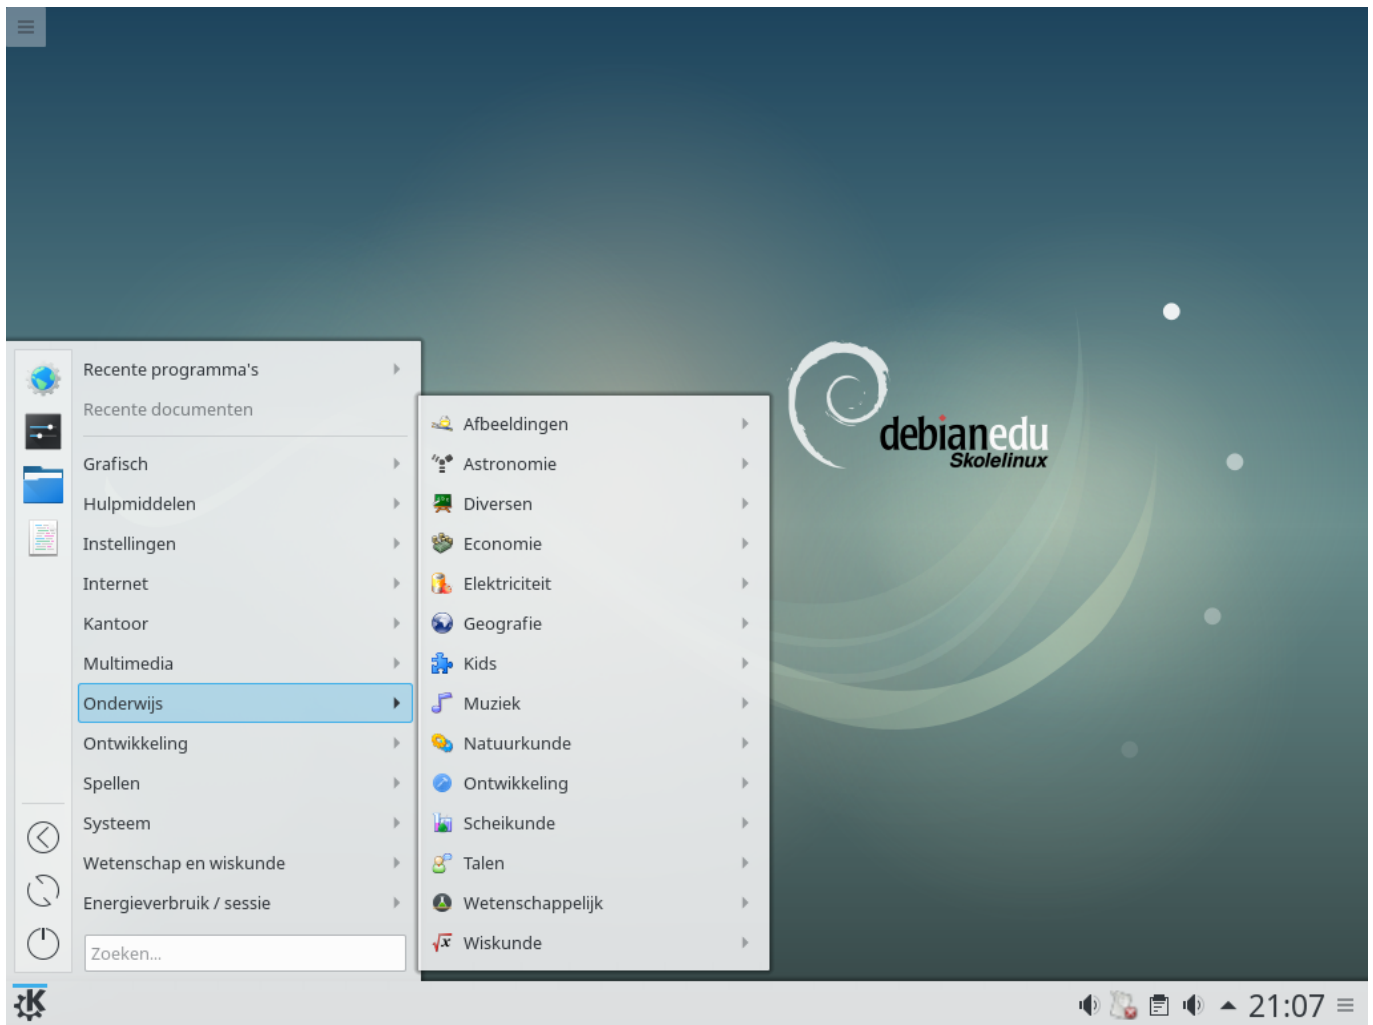 Recente programma's
Recente documenten
Grafisch
Hulpmiddelen
Instellingen
Internet
Kantoor
Multimedia
Onderwijs
Ontwikkeling
Spellen
Systeem
Wetenschap en wiskunde
Energieverbruik / sessie
Zoeken...
Afbeeldingen
Astronomie
Diversen
Economie
Elektriciteit
Geografie
Kids
Muziek
Natuurkunde
Ontwikkeling
Scheikunde
Talen
Wetenschappelijk
Wiskunde
debianedu
Skolelinux
21:07